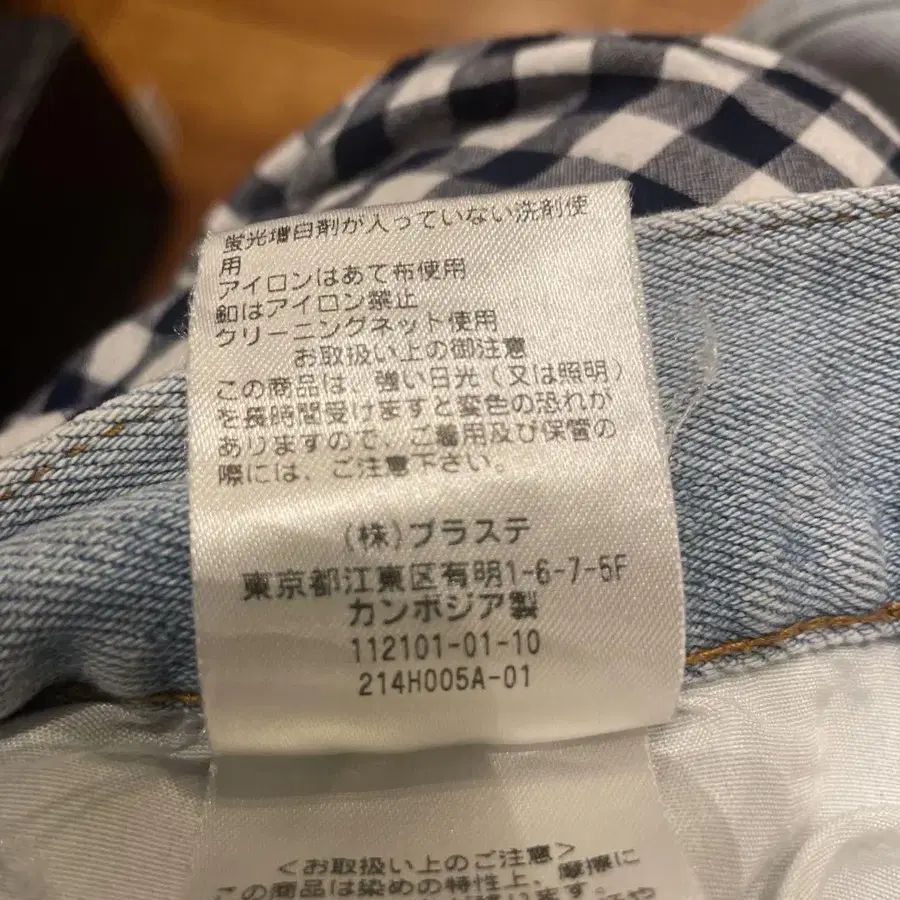 蛍光増白剤が入っていない洗剤使
用
アイロンはあて布使用
釦はアイロン禁止
クリーニングネット使用
お取扱い上の御注意
この商品は、強い日光(又は照明)
を長時間受けますと変色の恐れが
ありますので、ご着用及び保管の
際には、ご注意下さい。
(株)プラステ
東京都江東区有明1-6-7-5F
カンボジア製
112101-01-10
214H005A-01
<お取扱い上のご注意>
この商品は染めの特性上、摩擦に